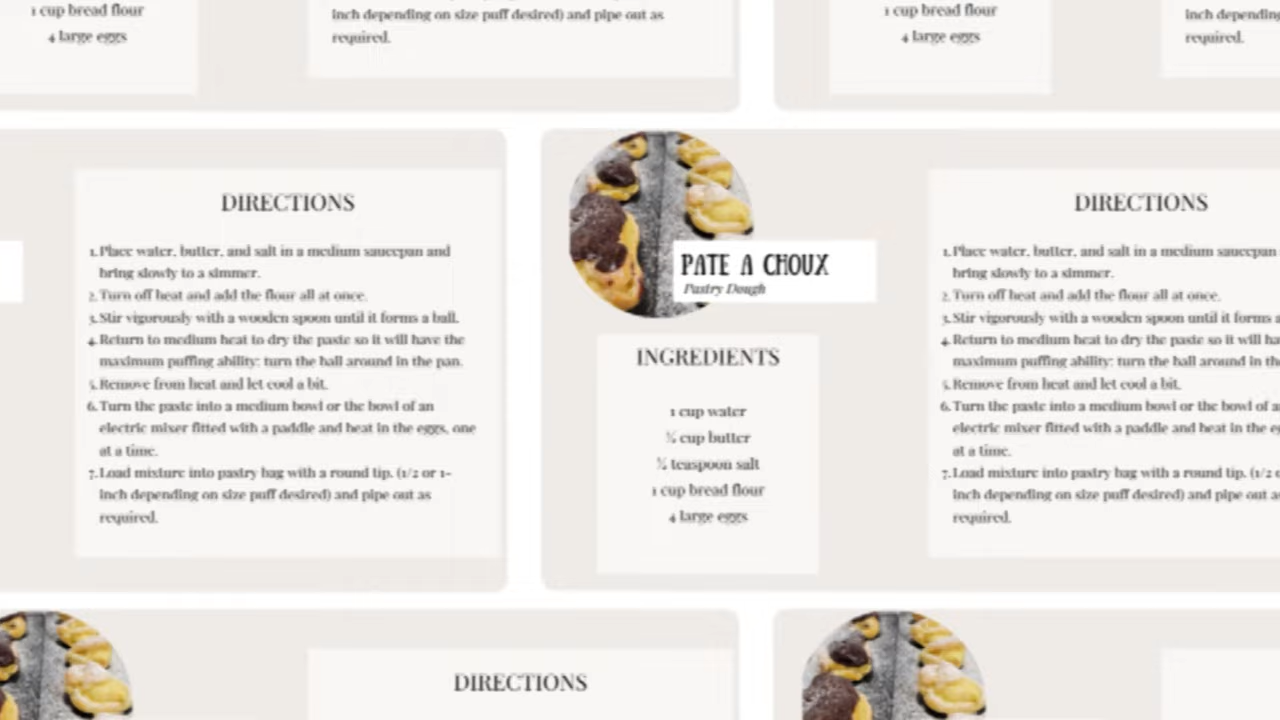 1 cup bread flour
4 large eggs
inch depending on size puff desired) and pipe out as
required.
1 cup bread flour
4 large eggs
inch depending
required.
DIRECTIONS
1. Place water, butter, and salt in a medium saucepan and
bring slowly to a simmer.
2. Turn off heat and add the flour all at once.
3. Stir vigorously with a wooden spoon until it forms a ball.
4. Return to medium heat to dry the paste so it will have the
maximum puffing ability: turn the ball around in the pan.
5. Remove from heat and let cool a bit.
6. Turn the paste into a medium bowl or the bowl of an
electric mixer fitted with a paddle and beat in the eggs, one
at a time.
7. Load mixture into pastry bag with a round tip. (1/2 or 1-
inch depending on size puff desired) and pipe out as
required.
PATE A CHOUX
Pastry Dough
INGREDIENTS
1 cup water
½ cup butter
½ teaspoon salt
1 cup bread flour
4 large eggs
DIRECTIONS
1. Place water, butter, and salt in a medium saucepan
bring slowly to a simmer.
2. Turn off heat and add the flour all at once.
3. Stir vigorously with a wooden spoon until it forms a
4. Return to medium heat to dry the paste so it will
maximum puffing ability: turn the ball around in
5. Remove from heat and let cool a bit.
6. Turn the paste into a medium bowl or the bowl of
electric mixer fitted with a paddle and beat in the
at a time.
7. Load mixture into pastry bag with a round tip. (1/2
inch depending on size puff desired) and pipe out
required.
DIRECTIONS